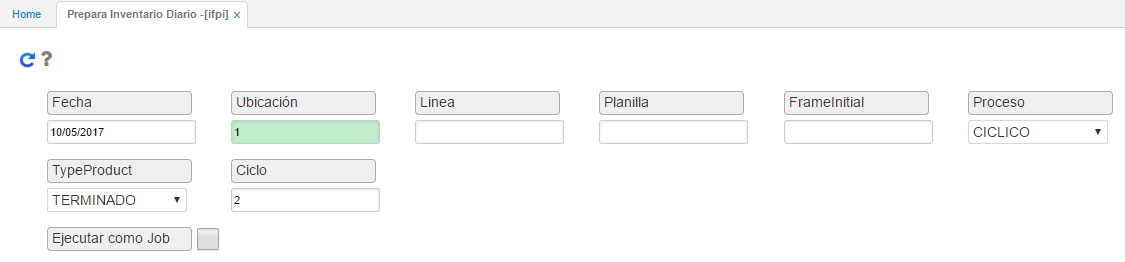 Home Prepara Inventario Diario -[ifpi] ×
?
Fecha Ubicación Linea Planilla FrameInitial Proceso
10/05/2017 1 CICLICO
TypeProduct Ciclo
TERMINADO 2
Ejecutar como Job